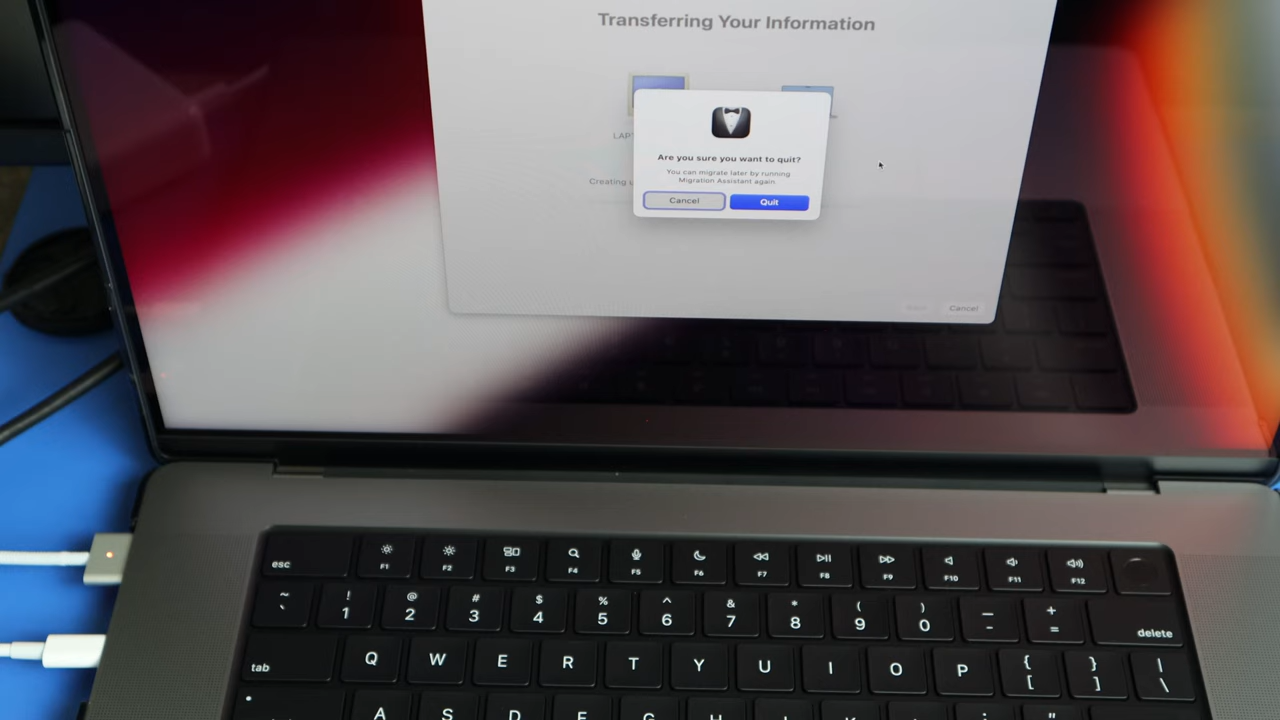 Transferring Your Information
LAP
Creating u
Are you sure you want to quit?
You can migrate later by running
Migration Assistant again.
Cancel
Quit
Cancel
esc
F1
F2
F3
F4
F5
F6
F7
F8
F9
F10
F11
F12
~ ! @ # $ % ^ & * ( ) _ +
` 1 2 3 4 5 6 7 8 9 0 - =
delete
tab
Q W E R T Y U I O P { } |
[ ] \
A S D F G H J K L : "